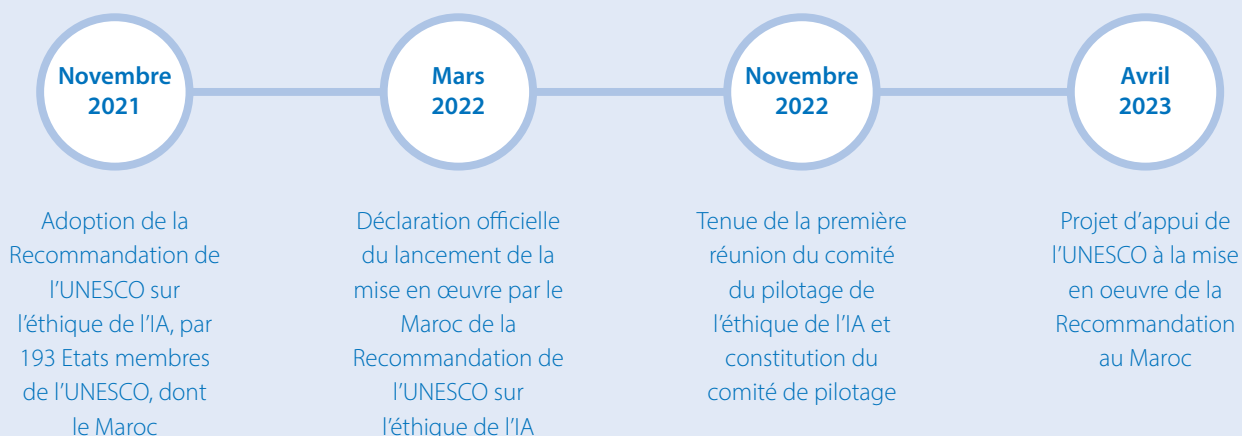 Novembre
2021
Adoption de la
Recommandation de
l'UNESCO sur
l'éthique de l'IA, par
193 Etats membres
de l'UNESCO, dont
le Maroc
Mars
2022
Déclaration officielle
du lancement de la
mise en œuvre par le
Maroc de la
Recommandation de
l'UNESCO sur
l'éthique de l'IA
Novembre
2022
Tenue de la première
réunion du comité
du pilotage de
l'éthique de l'IA et
constitution du
comité de pilotage
Avril
2023
Projet d'appui de
l'UNESCO à la mise
en oeuvre de la
Recommandation
au Maroc